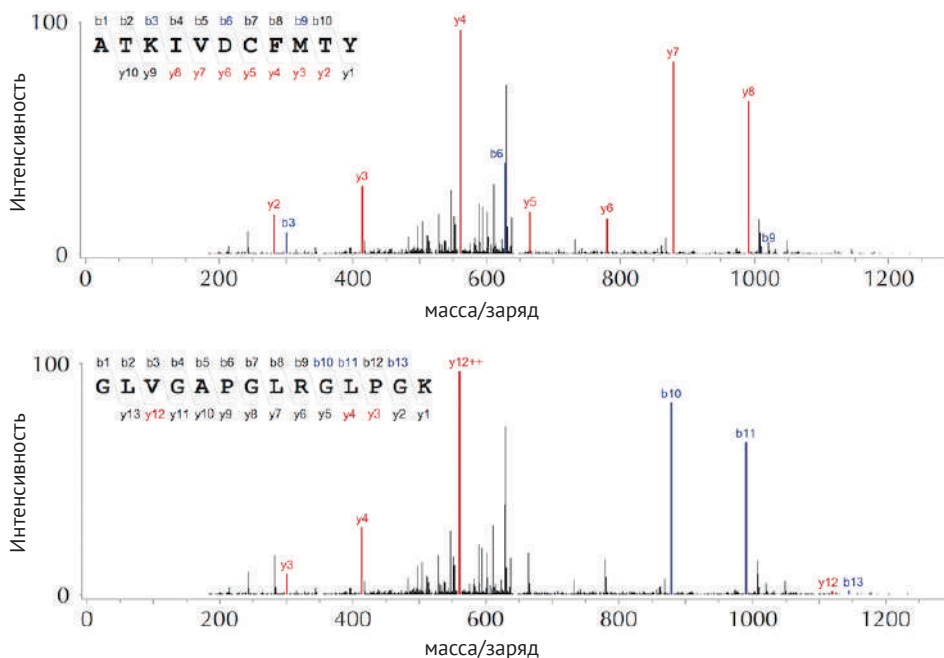 100
b1 b2 b3 b4 b5 b6 b7 b8 b9 b10
A T K I V D C F M T Y
y10 y9 y8 y7 y6 y5 y4 y3 y2 y1
y4
y7
y8
b6
y3
y2
b3
y5
y6
b9
Интенсивность
0
0 200 400 600 800 1000 1200
масса/заряд
100
b1 b2 b3 b4 b5 b6 b7 b8 b9 b10 b11 b12 b13
G L V G A P G L R G L P G K
y13 y12 y11 y10 y9 y8 y7 y6 y5 y4 y3 y2 y1
y12++
b10
b11
y4
y3
y12
b13
Интенсивность
0
0 200 400 600 800 1000 1200
масса/заряд